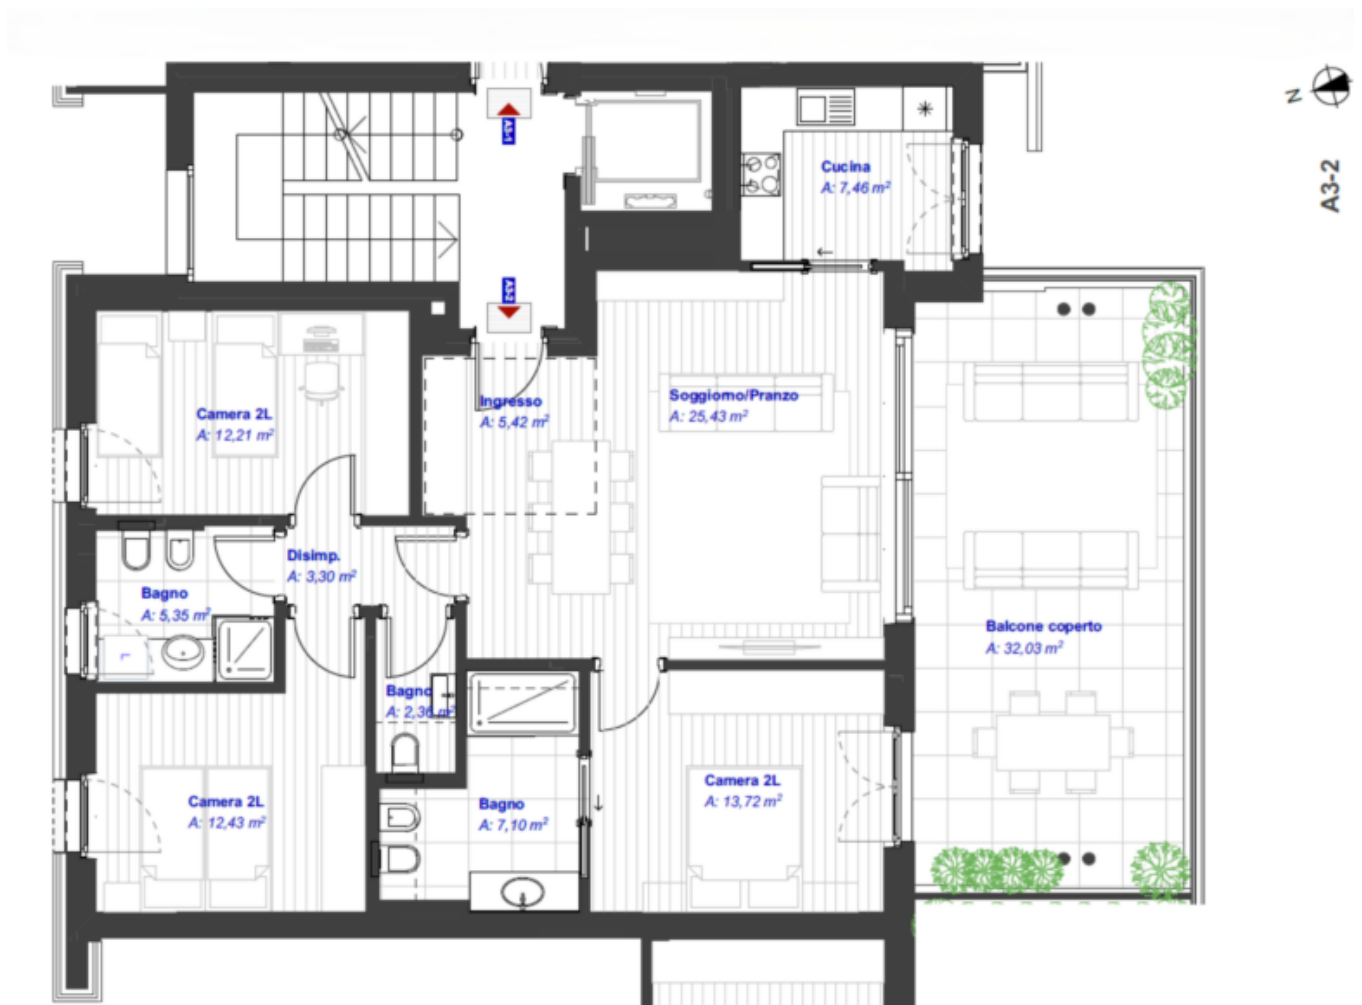 N
A3-2
A3-1
Cucina
A: 7,46 m²
A3-2
Ingresso
A: 5,42 m²
Soggiorno/Pranzo
A: 25,43 m²
Camera 2L
A: 12,21 m²
Disimp.
A: 3,30 m²
Bagno
A: 5,35 m²
Balcone coperto
A: 32,03 m²
Bagno
A: 2,36 m²
Camera 2L
A: 12,43 m²
Bagno
A: 7,10 m²
Camera 2L
A: 13,72 m²